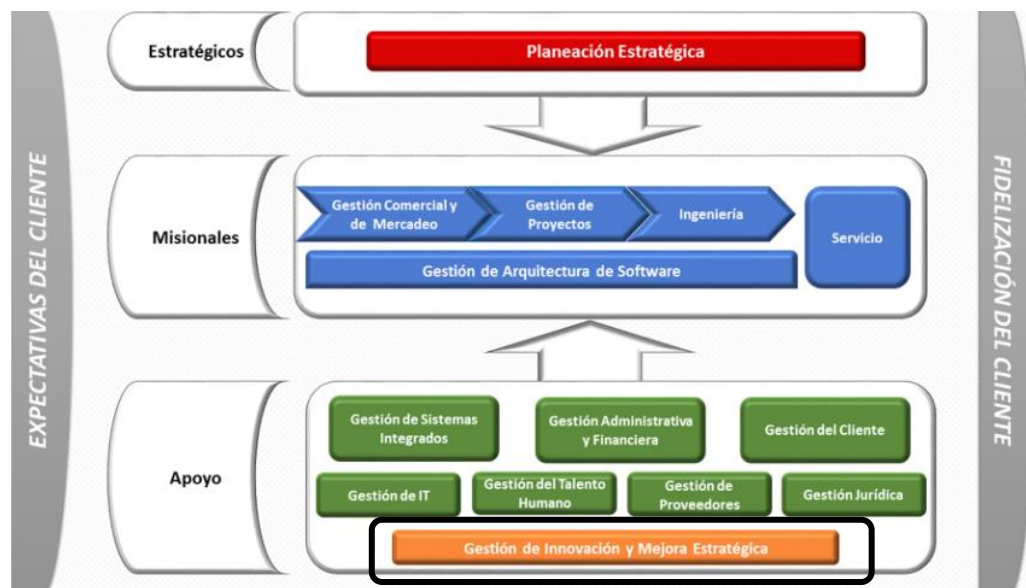 EXPECTATIVAS DEL CLIENTE
Estratégicos
Planeación Estratégica
Misionales
Gestión Comercial y
de Mercadeo
Gestión de
Proyectos
Ingeniería
Servicio
Gestión de Arquitectura de Software
Apoyo
Gestión de Sistemas
Integrados
Gestión Administrativa
y Financiera
Gestión del Cliente
Gestión de IT
Gestión del Talento
Humano
Gestión de
Proveedores
Gestión Jurídica
Gestión de Innovación y Mejora Estratégica
FIDELIZACIÓN DEL CLIENTE